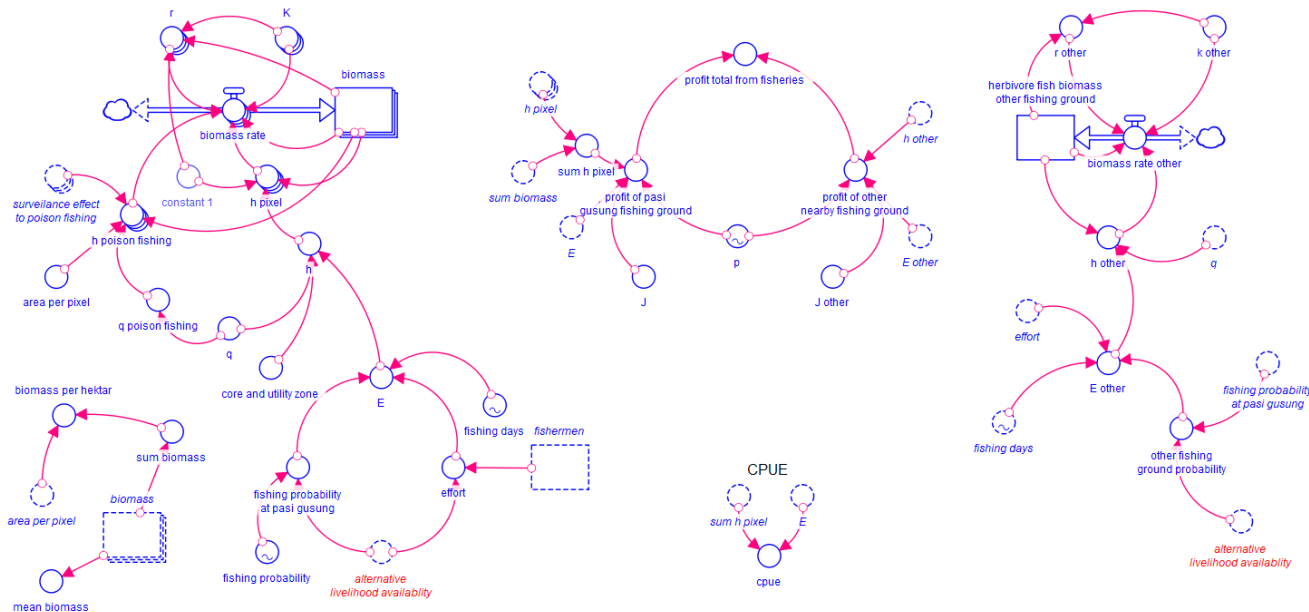 r
K
biomass
biomass rate
surveilance effect
to poison fishing
constant 1
h pixel
h poison fishing
area per pixel
q poison fishing
q
h
core and utility zone
E
fishing days
fishermen
fishing probability
at pasi gusung
effort
fishing probability
alternative
livelihood availablity
biomass per hektar
sum biomass
area per pixel
biomass
mean biomass
profit total from fisheries
h pixel
sum h pixel
sum biomass
E
profit of pasi
gusung fishing ground
J
p
h other
profit of other
nearby fishing ground
E other
J other
CPUE
sum h pixel
E
cpue
r other
k other
herbivore fish biomass
other fishing ground
biomass rate other
h other
q
effort
E other
fishing days
fishing probability
at pasi gusung
other fishing
ground probability
alternative
livelihood availablity